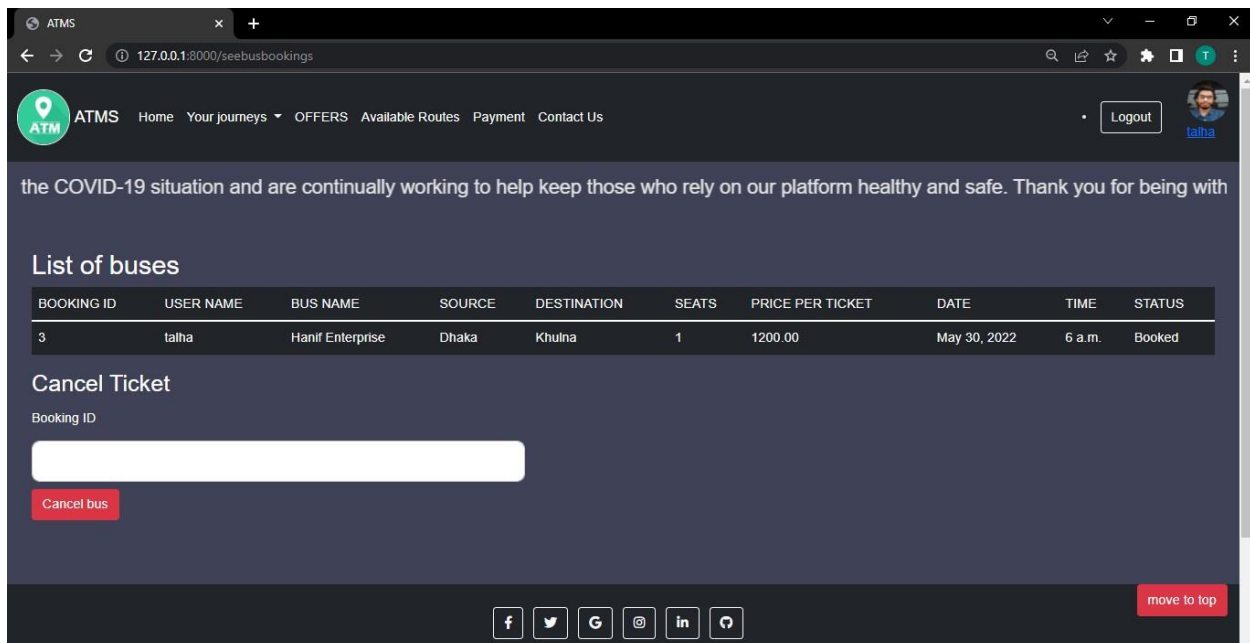 ATMS
127.0.0.1:8000/seebusbookings
T
ATM
ATMS Home Your journeys OFFERS Available Routes Payment Contact Us Logout
talha
the COVID-19 situation and are continually working to help keep those who rely on our platform healthy and safe. Thank you for being with
List of buses
BOOKING ID USER NAME BUS NAME SOURCE DESTINATION SEATS PRICE PER TICKET DATE TIME STATUS
3 talha Hanif Enterprise Dhaka Khulna 1 1200.00 May 30, 2022 6 a.m. Booked
Cancel Ticket
Booking ID
Cancel bus
move to top
f G in